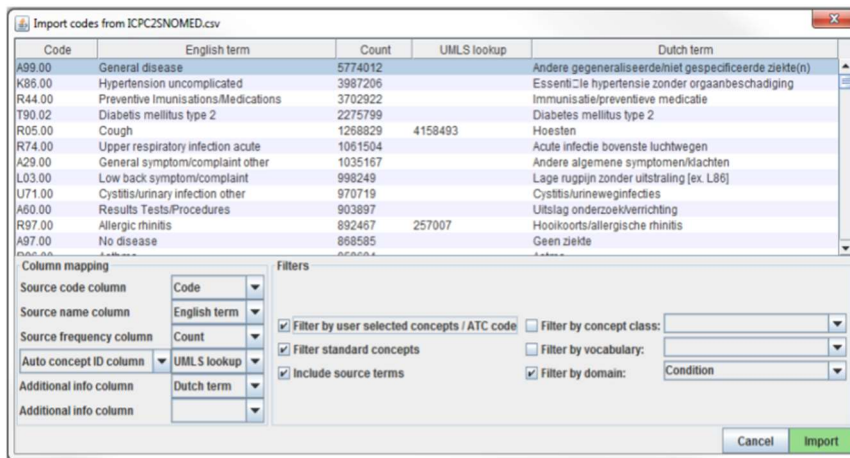 Import codes from ICPC2SNOMED.csv
Code English term Count UMLS lookup Dutch term
A99.00 General disease 5774012 Andere gegeneraliseerde/niet gespecificeerde ziekte(n)
K86.00 Hypertension uncomplicated 3987206 Essenti□le hypertensie zonder orgaanbeschadiging
R44.00 Preventive Imunisations/Medications 3702922 Immunisatie/preventieve medicatie
T90.02 Diabetis mellitus type 2 2275799 Diabetes mellitus type 2
R05.00 Cough 1268829 4158493 Hoesten
R74.00 Upper respiratory infection acute 1061504 Acute infectie bovenste luchtwegen
A29.00 General symptom/complaint other 1035167 Andere algemene symptomen/klachten
L03.00 Low back symptom/complaint 998249 Lage rugpijn zonder uitstraling [ex. L86]
U71.00 Cystitis/urinary infection other 970719 Cystitis/urineweginfecties
A60.00 Results Tests/Procedures 903897 Uitslag onderzoek/verrichting
R97.00 Allergic rhinitis 892467 257007 Hooikoorts/allergische rhinitis
A97.00 No disease 868585 Geen ziekte
Column mapping Filters
Source code column Code
Source name column English term
Filter by user selected concepts / ATC code Filter by concept class:
Source frequency column Count
Filter standard concepts Filter by vocabulary:
Auto concept ID column UMLS lookup
Include source terms Filter by domain: Condition
Additional info column Dutch term
Additional info column
Cancel Import